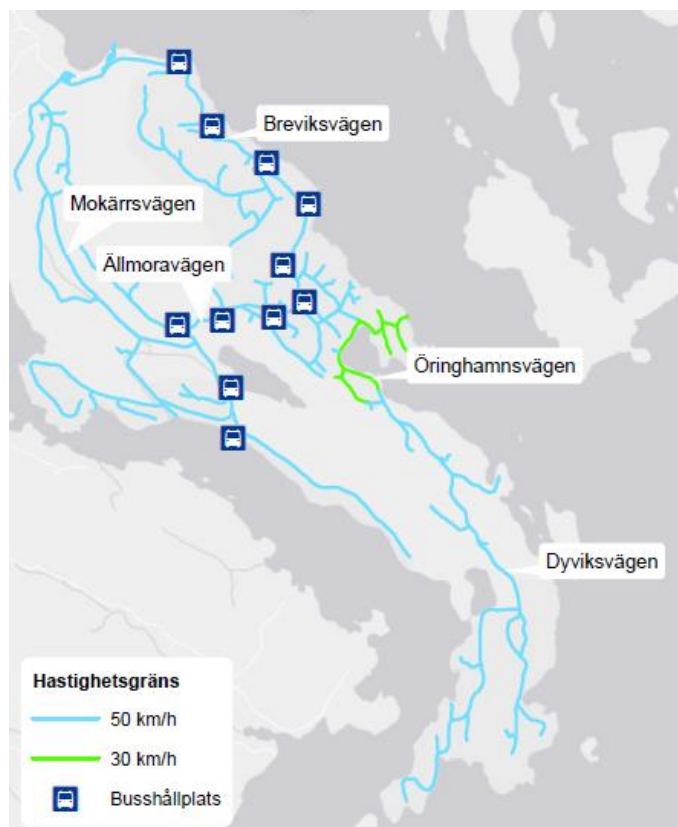 Breviksvägen
Mokärrsvägen
Ällmoravägen
Öringhamnsvägen
Dyviksvägen
Hastighetsgräns
50 km/h
30 km/h
Busshållplats